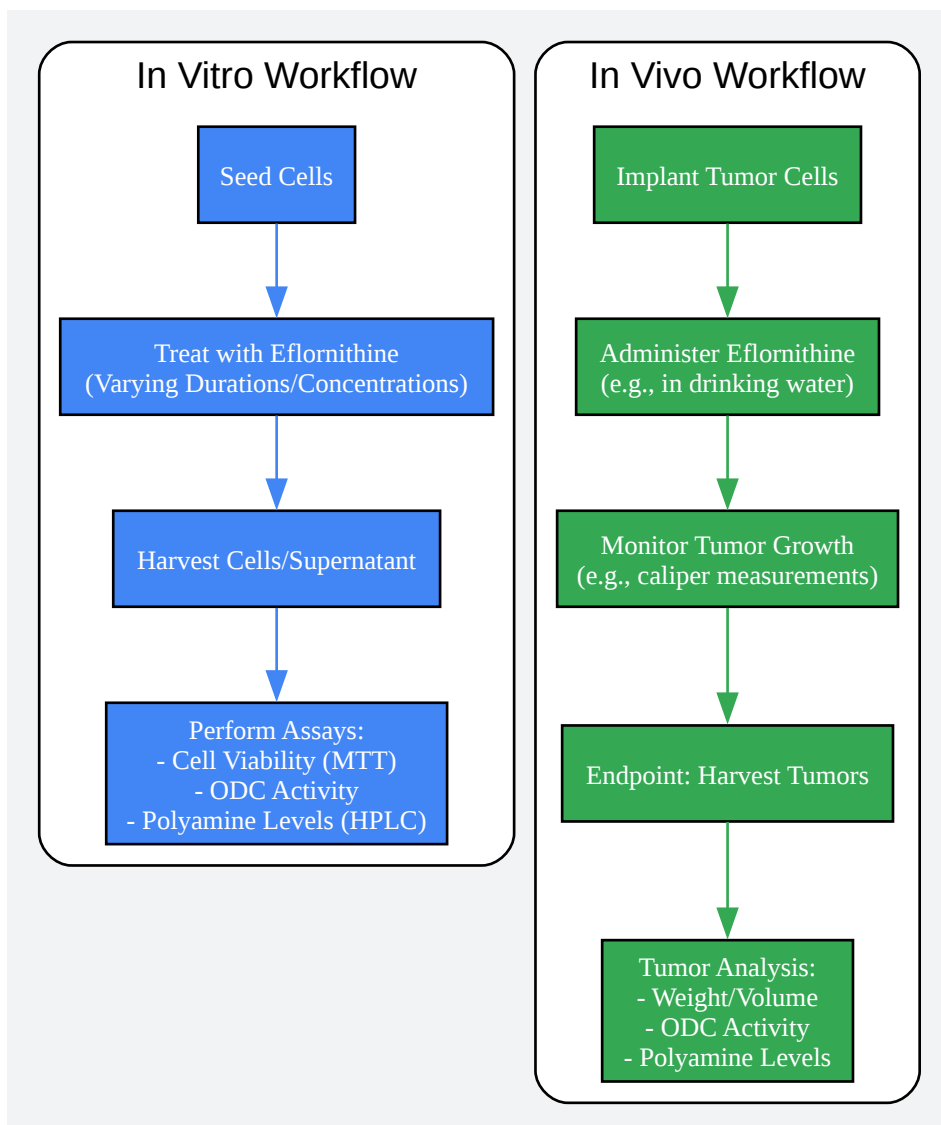 In Vitro Workflow
Seed Cells
Treat with Eflornithine
(Varying Durations/Concentrations)
Harvest Cells/Supernatant
Perform Assays:
- Cell Viability (MTT)
- ODC Activity
- Polyamine Levels (HPLC)
In Vivo Workflow
Implant Tumor Cells
Administer Eflornithine
(e.g., in drinking water)
Monitor Tumor Growth
(e.g., caliper measurements)
Endpoint: Harvest Tumors
Tumor Analysis:
- Weight/Volume
- ODC Activity
- Polyamine Levels